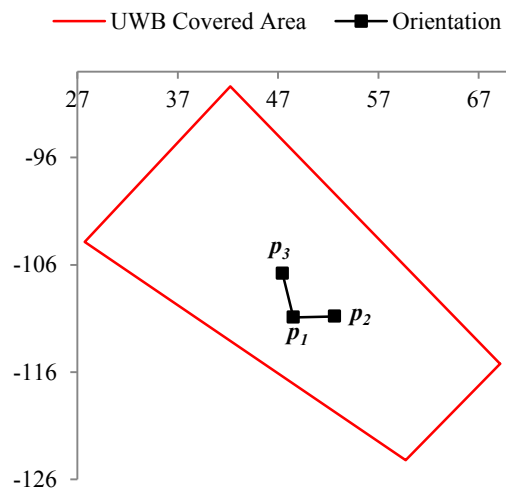 UWB Covered Area Orientation
27 37 47 57 67
-96
-106
-116
-126
p3
p1
p2